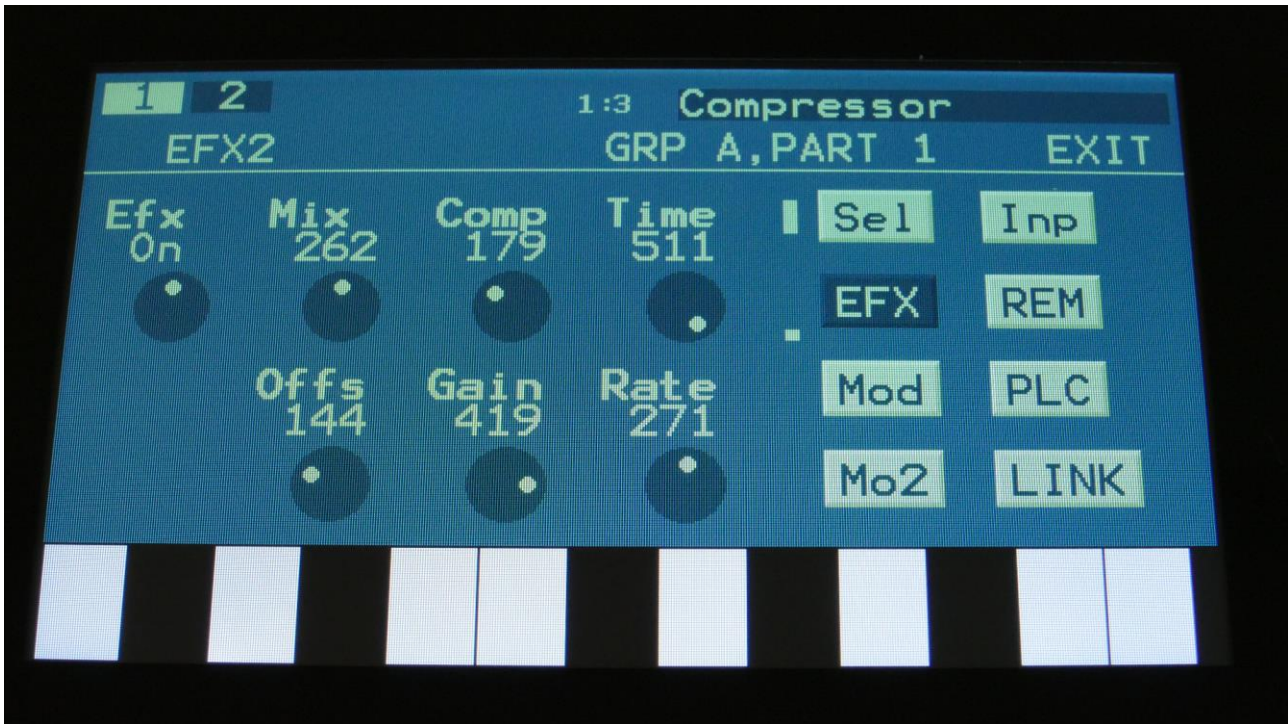 1 2 1:3 Compressor
EFX2 GRP A,PART 1 EXIT
Efx Mix Comp Time Sel Inp
On 262 179 511
EFX REM
Offs Gain Rate Mod PLC
144 419 271
Mo2 LINK